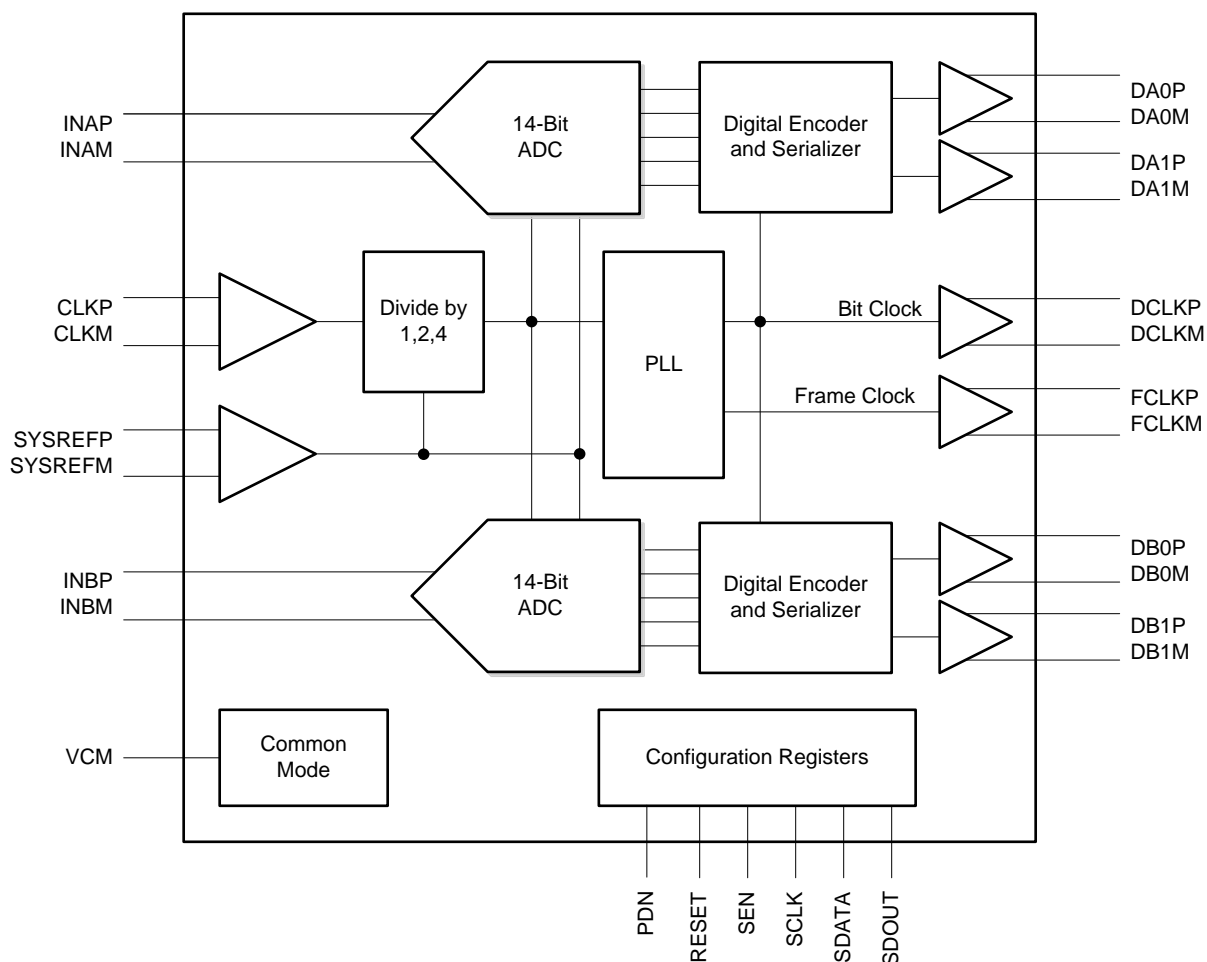 INAP
INAM
14-Bit
ADC
Digital Encoder
and Serializer
DA0P
DA0M
DA1P
DA1M
CLKP
CLKM
Divide by
1,2,4
PLL
Bit Clock
DCLKP
DCLKM
Frame Clock
FCLKP
FCLKM
SYSREFP
SYSREFM
INBP
INBM
14-Bit
ADC
Digital Encoder
and Serializer
DB0P
DB0M
DB1P
DB1M
VCM
Common
Mode
Configuration Registers
PDN
RESET
SEN
SCLK
SDATA
SDOUT